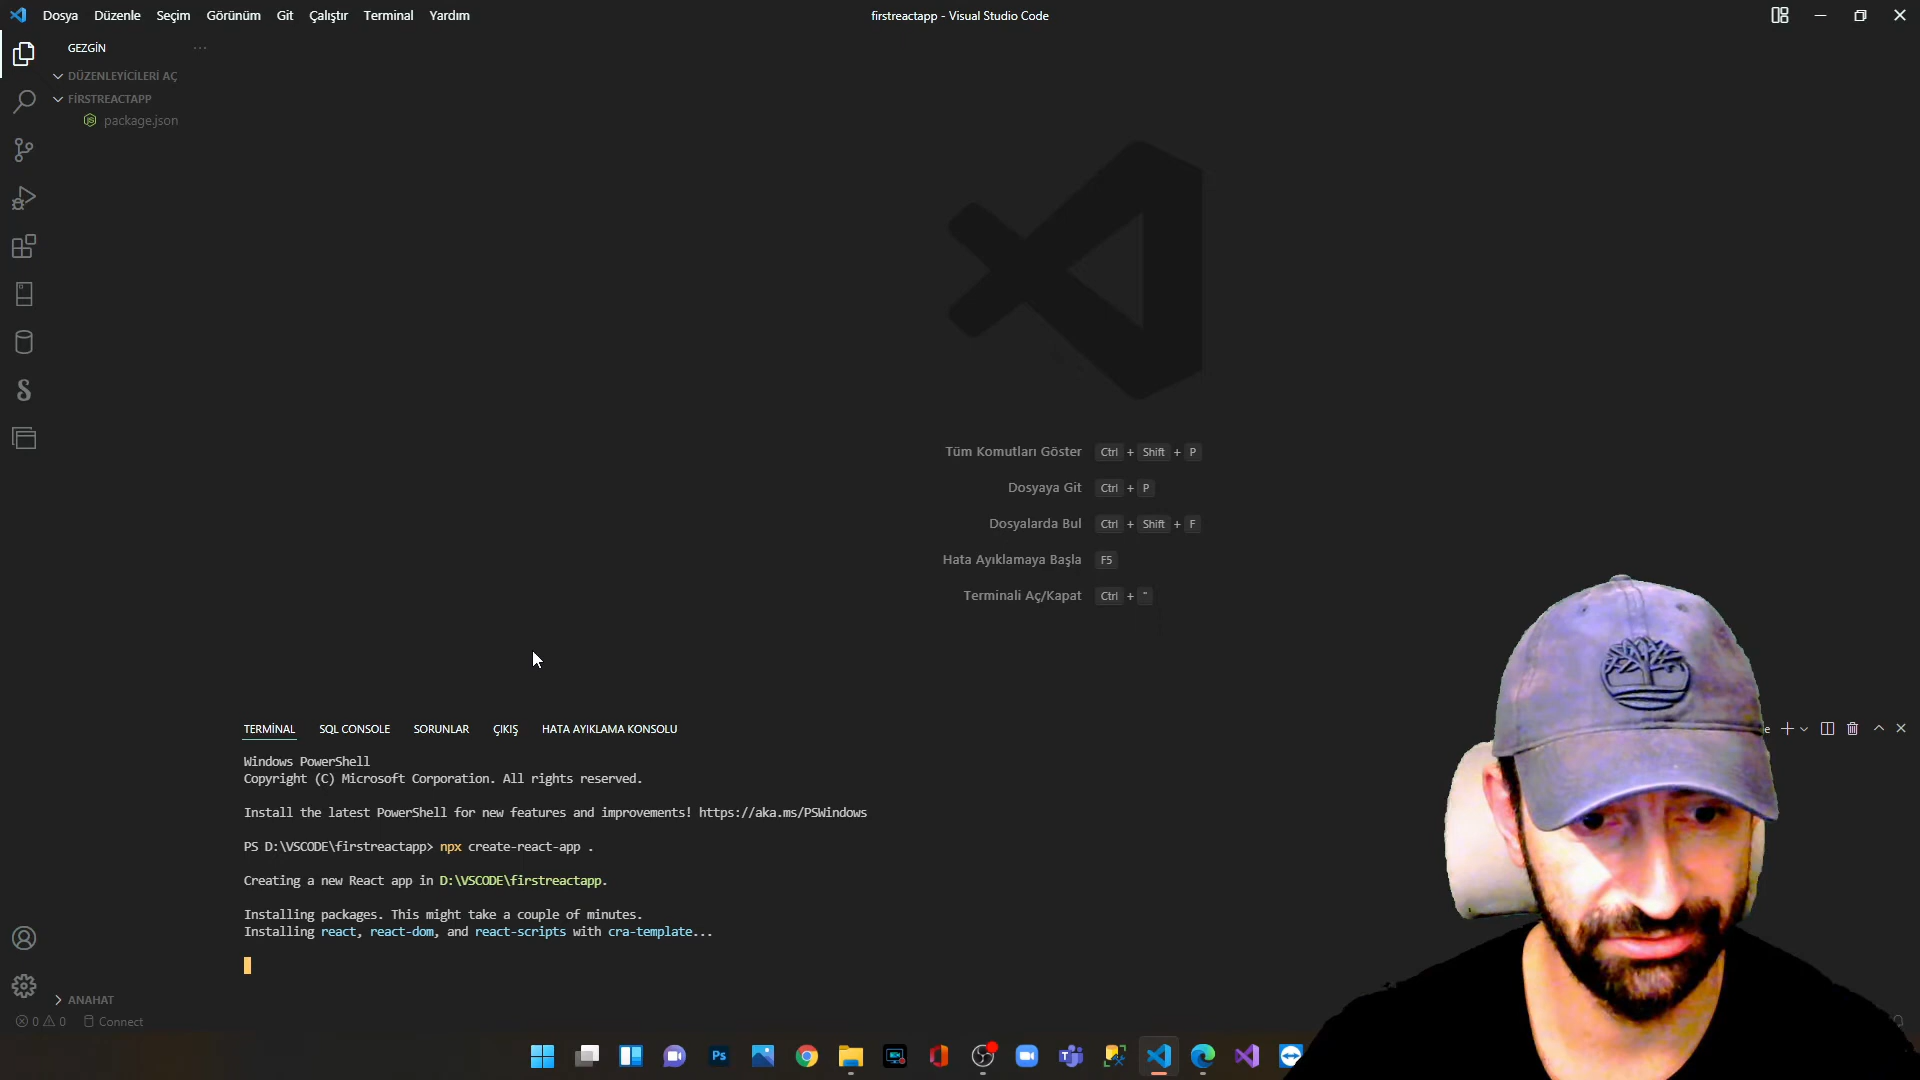 Dosya Düzenle Seçim Görünüm Git Çalıştır Terminal Yardım
firstreactapp - Visual Studio Code
GEZGİN
DÜZENLEYİCİLERİ AÇ
FİRSTREACTAPP
package.json
Tüm Komutları Göster Ctrl + Shift + P
Dosyaya Git Ctrl + P
Dosyalarda Bul Ctrl + Shift + F
Hata Ayıklamaya Başla F5
Terminali Aç/Kapat Ctrl + "
TERMİNAL SQL CONSOLE SORUNLAR ÇIKIŞ HATA AYIKLAMA KONSOLU
Windows PowerShell
Copyright (C) Microsoft Corporation. All rights reserved.
Install the latest PowerShell for new features and improvements! https://aka.ms/PSWindows
PS D:\VSCODE\firstreactapp> npx create-react-app .
Creating a new React app in D:\VSCODE\firstreactapp.
Installing packages. This might take a couple of minutes.
Installing react, react-dom, and react-scripts with cra-template...
ANAHAT
0 0 Connect
Ps